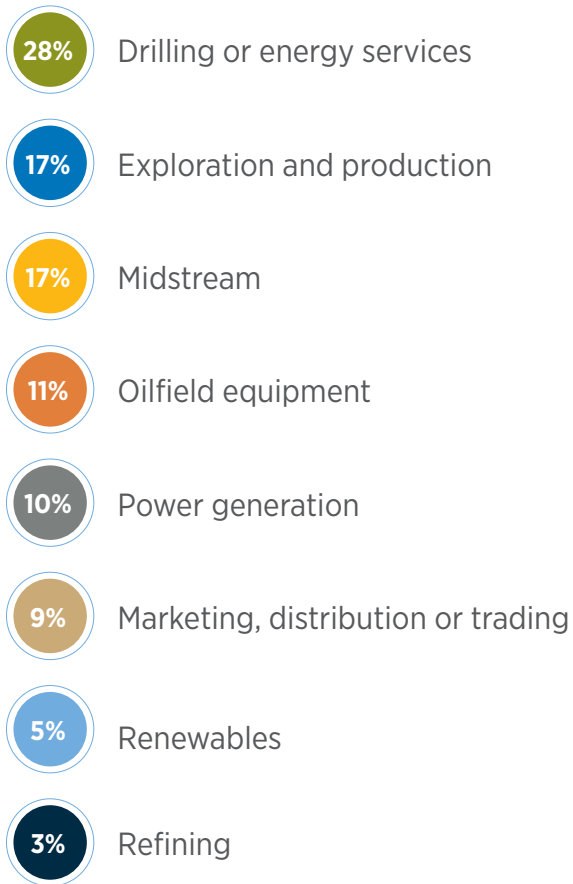 28% Drilling or energy services
17% Exploration and production
17% Midstream
11% Oilfield equipment
10% Power generation
9% Marketing, distribution or trading
5% Renewables
3% Refining